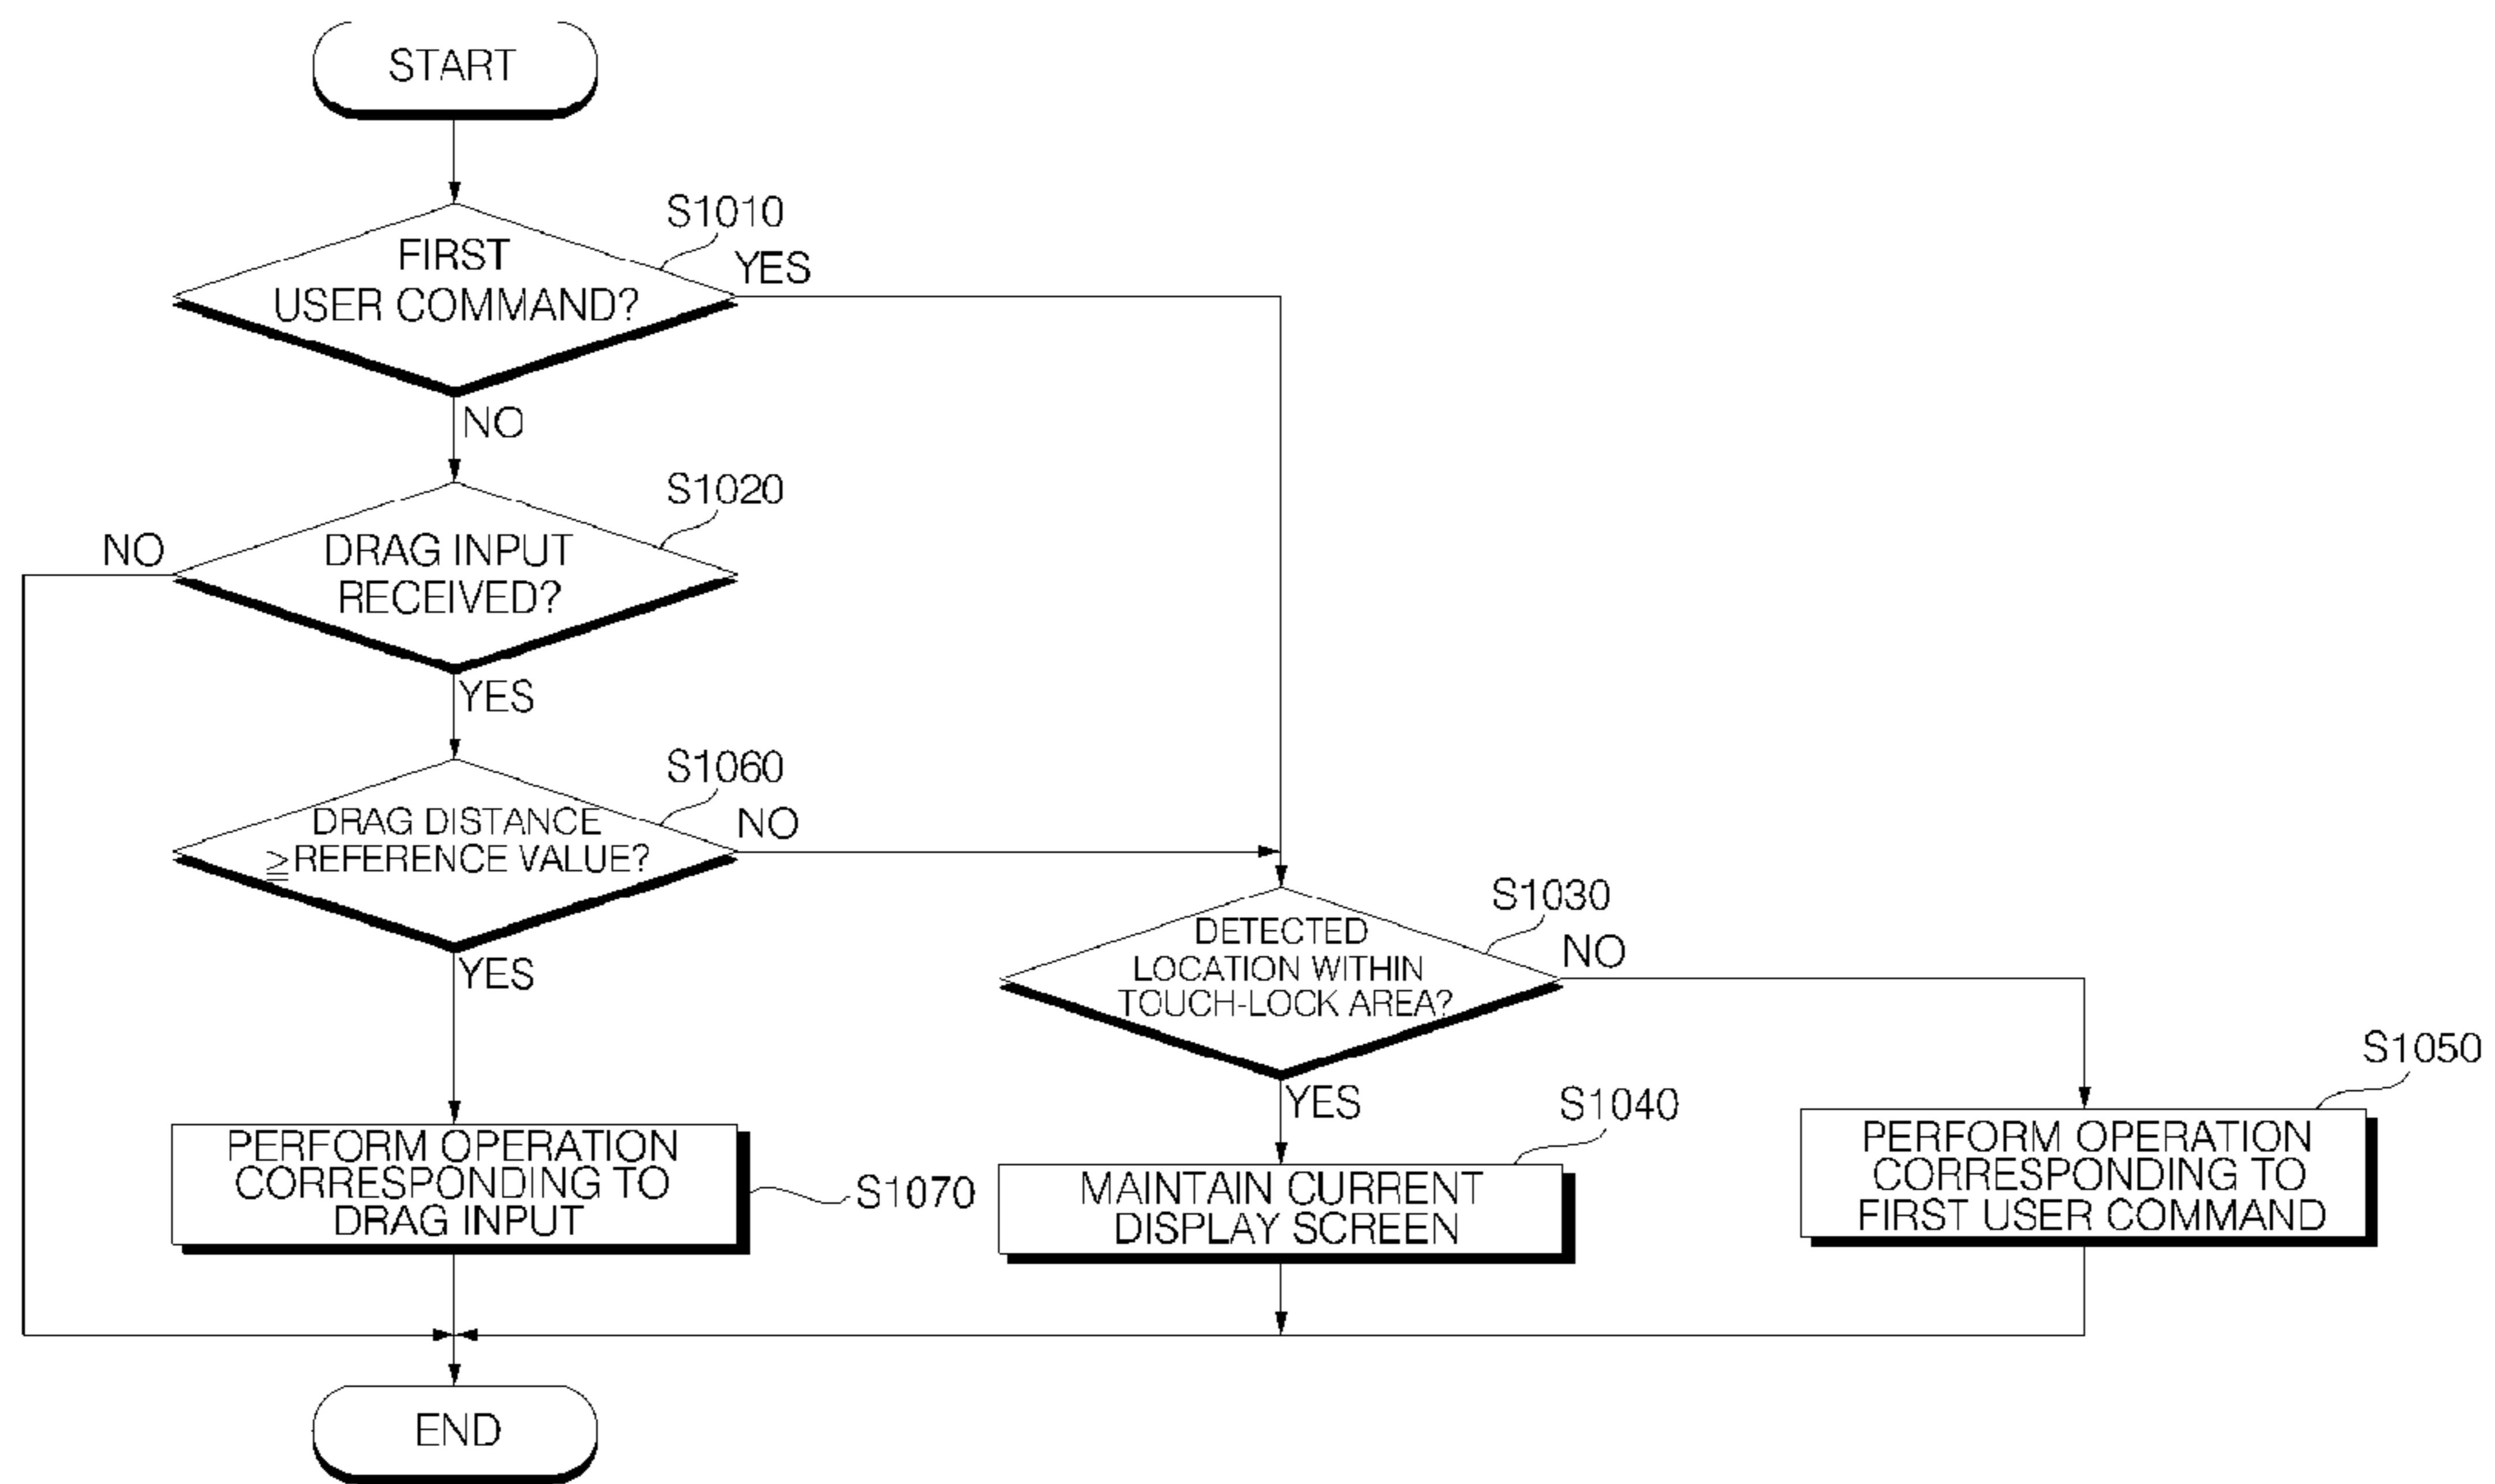 START
S1010
FIRST
USER COMMAND?
YES
NO
S1020
NO
DRAG INPUT
RECEIVED?
YES
S1060
DRAG DISTANCE
≧REFERENCE VALUE?
NO
YES
S1030
DETECTED
LOCATION WITHIN
TOUCH-LOCK AREA?
NO
YES
S1050
S1040
PERFORM OPERATION
CORRESPONDING TO
DRAG INPUT
S1070
MAINTAIN CURRENT
DISPLAY SCREEN
PERFORM OPERATION
CORRESPONDING TO
FIRST USER COMMAND
END